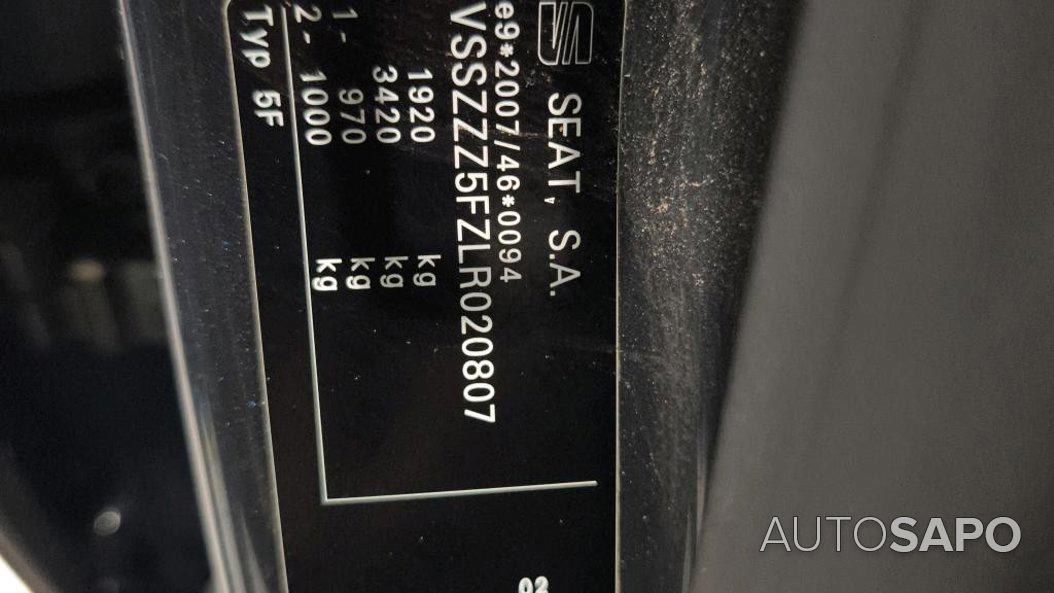 SEAT, S.A.
e9*2007/46*0094
VSSZZZ5FZLR020807
1920 kg
3420 kg
1- 970 kg
2- 1000 kg
Typ 5F
02
AUTOSAPO